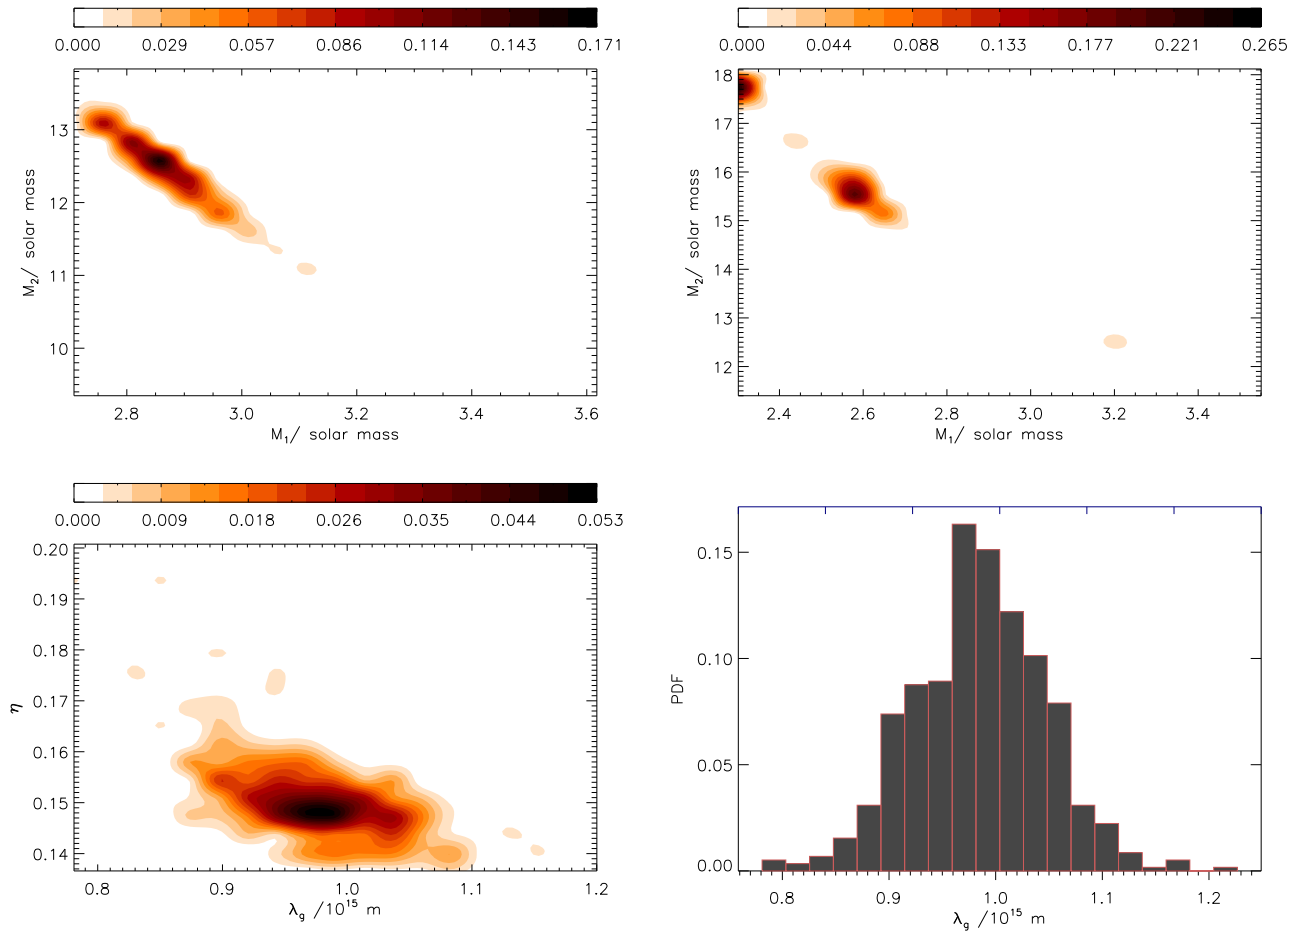 0.000 0.029 0.057 0.086 0.114 0.143 0.171
13
12
11
10
M₂/ solar mass
2.8 3.0 3.2 3.4 3.6
M₁/ solar mass
0.000 0.044 0.088 0.133 0.177 0.221 0.265
18
17
16
15
14
13
12
M₂/ solar mass
2.4 2.6 2.8 3.0 3.2 3.4
M₁/ solar mass
0.000 0.009 0.018 0.026 0.035 0.044 0.053
0.20
0.19
0.18
0.17
0.16
0.15
0.14
η
0.8 0.9 1.0 1.1 1.2
λg /10¹⁵ m
0.15
0.10
0.05
0.00
PDF
0.8 0.9 1.0 1.1 1.2
λg /10¹⁵ m